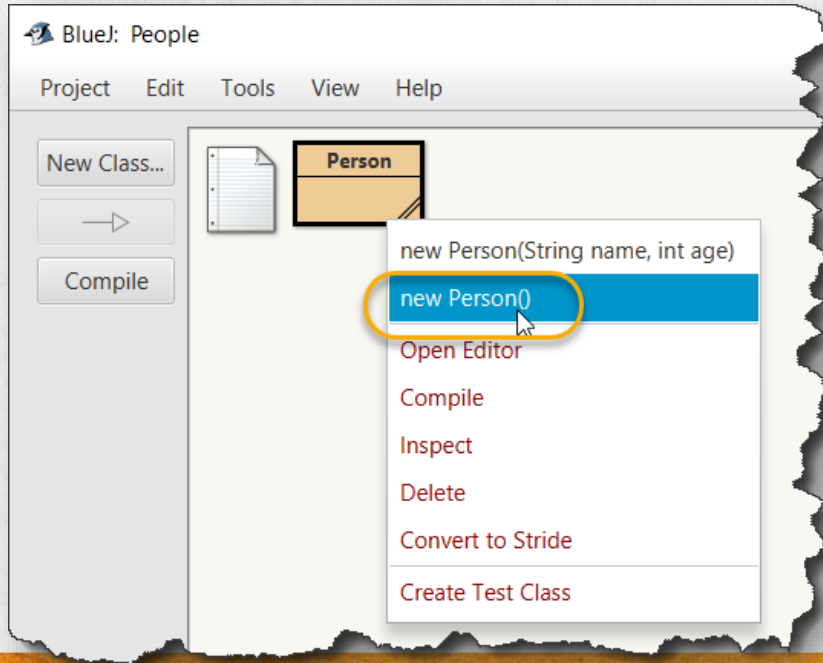 BlueJ: People
Project Edit Tools View Help
New Class...
Compile
Person
new Person(String name, int age)
new Person()
Open Editor
Compile
Inspect
Delete
Convert to Stride
Create Test Class